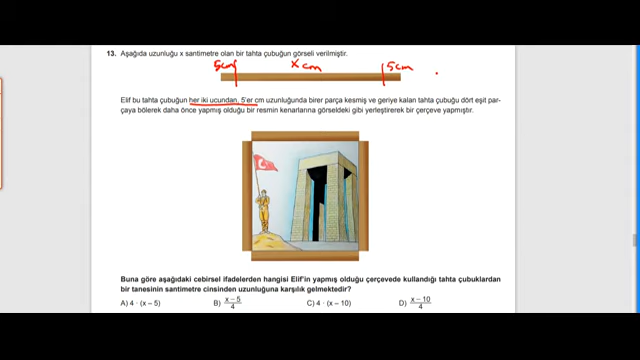 13. Aşağıda uzunluğu x santimetre olan bir tahta çubuğun görseli verilmiştir.
5cm x cm 5cm
Elif bu tahta çubuğun her iki ucundan, 5'er cm uzunluğunda birer parça kesmiş ve geriye kalan tahta çubuğu dört eşit par-
çaya bölerek daha önce yapmış olduğu bir resmin kenarlarına görseldeki gibi yerleştirerek bir çerçeve yapmıştır.
Buna göre aşağıdaki cebirsel ifadelerden hangisi Elif'in yapmış olduğu çerçevede kullandığı tahta çubuklardan
bir tanesinin santimetre cinsinden uzunluğuna karşılık gelmektedir?
A) 4 · (x – 5) B) x – 5 / 4 C) 4 · (x – 10) D) x – 10 / 4